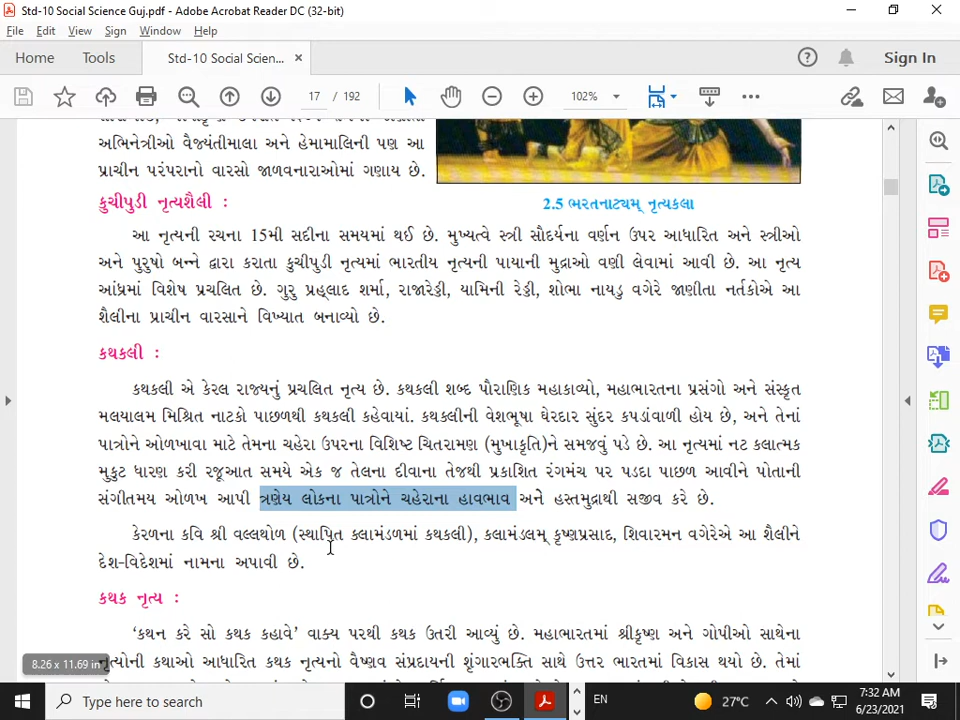 Std-10 Social Science Guj.pdf - Adobe Acrobat Reader DC (32-bit)
File Edit View Sign Window Help
Home Tools Std-10 Social Scien... × Sign In
17 / 192 102%
અભિનેત્રીઓ વૈજ્યંતીમાલા અને હેમામાલિની પણ આ
પ્રાચીન પરંપરાનો વારસો જાળવનારાઓમાં ગણાય છે.
2.5 ભરતનાટ્યમ્ નૃત્યકલા
કુચીપુડી નૃત્યશૈલી :
આ નૃત્યની રચના 15મી સદીના સમયમાં થઈ છે. મુખ્યત્વે સ્ત્રી સૌદર્યના વર્ણન ઉપર આધારિત અને સ્ત્રીઓ
અને પુરુષો બન્ને દ્વારા કરાતા કુચીપુડી નૃત્યમાં ભારતીય નૃત્યની પાયાની મુદ્રાઓ વણી લેવામાં આવી છે. આ નૃત્ય
આંધ્રમાં વિશેષ પ્રચલિત છે. ગુરુ પ્રહ્‌લાદ શર્મા, રાજારેડ્ડી, યામિની રેડ્ડી, શોભા નાયડુ વગેરે જાણીતા નર્તકોએ આ
શૈલીના પ્રાચીન વારસાને વિખ્યાત બનાવ્યો છે.
કથકલી :
કથકલી એ કેરલ રાજ્યનું પ્રચલિત નૃત્ય છે. કથકલી શબ્દ પૌરાણિક મહાકાવ્યો, મહાભારતના પ્રસંગો અને સંસ્કૃત
મલયાલમ મિશ્રિત નાટકો પાછળથી કથકલી કહેવાયાં. કથક્લીની વેશભૂષા ઘેરદાર સુંદર કપડાંવાળી હોય છે, અને તેનાં
પાત્રોને ઓળખાવા માટે તેમના ચહેરા ઉપરના વિશિષ્ટ ચિતરામણ (મુખાકૃતિ)ને સમજવું પડે છે. આ નૃત્યમાં નટ કલાત્મક
મુકુટ ધારણ કરી રજૂઆત સમયે એક જ તેલના દીવાના તેજથી પ્રકાશિત રંગમંચ પર પડદા પાછળ આવીને પોતાની
સંગીતમય ઓળખ આપી ત્રણેય લોકના પાત્રોને ચહેરાના હાવભાવ અને હસ્તમુદ્રાથી સજીવ કરે છે.
કેરળના કવિ શ્રી વલ્લથોળ (સ્થાપિત ક્લામંડળમાં કથકલી), કલામંડલમ્ કૃષ્ણપ્રસાદ, શિવારમન વગેરેએ આ શૈલીને
દેશ-વિદેશમાં નામના અપાવી છે.
કથક નૃત્ય :
‘કથન કરે સો કથક કહાવે’ વાક્ય પરથી કથક ઉતરી આવ્યું છે. મહાભારતમાં શ્રીકૃષ્ણ અને ગોપીઓ સાથેના
નૃત્યોની કથાઓ આધારિત કથક નૃત્યનો વૈષ્ણવ સંપ્રદાયની શૃંગારભક્તિ સાથે ઉત્તર ભારતમાં વિકાસ થયો છે. તેમાં
8.26 x 11.69 in
Type here to search EN 27°C 7:32 AM
6/23/2021